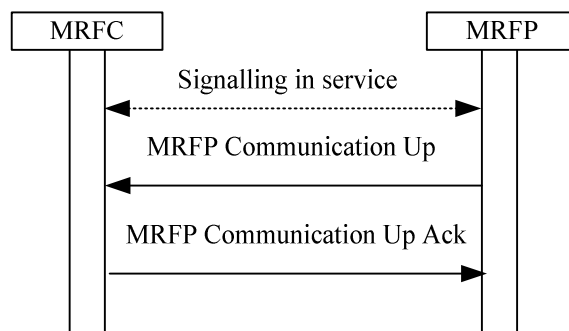 MRFC
MRFP
Signalling in service
MRFP Communication Up
MRFP Communication Up Ack